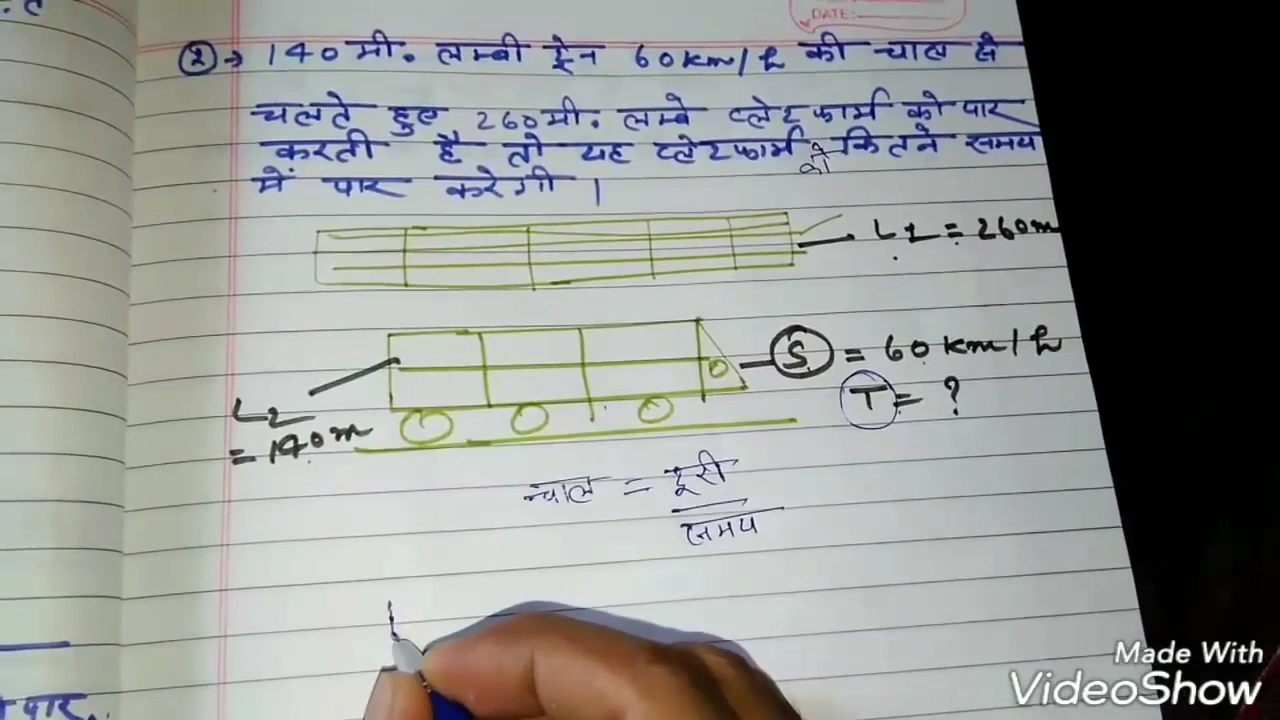 DATE:
② → 140 मी. लम्बी ट्रेन 60 km/h की चाल से
चलते हुए 260 मी. लम्बे प्लेटफार्म को पार
करती है तो यह प्लेटफार्म को कितने समय
में पार करेगी ।
L1 = 260m
S = 60 km/h
T = ?
L2
= 140m
चाल = दूरी
समय
पार.
Made With
VideoShow